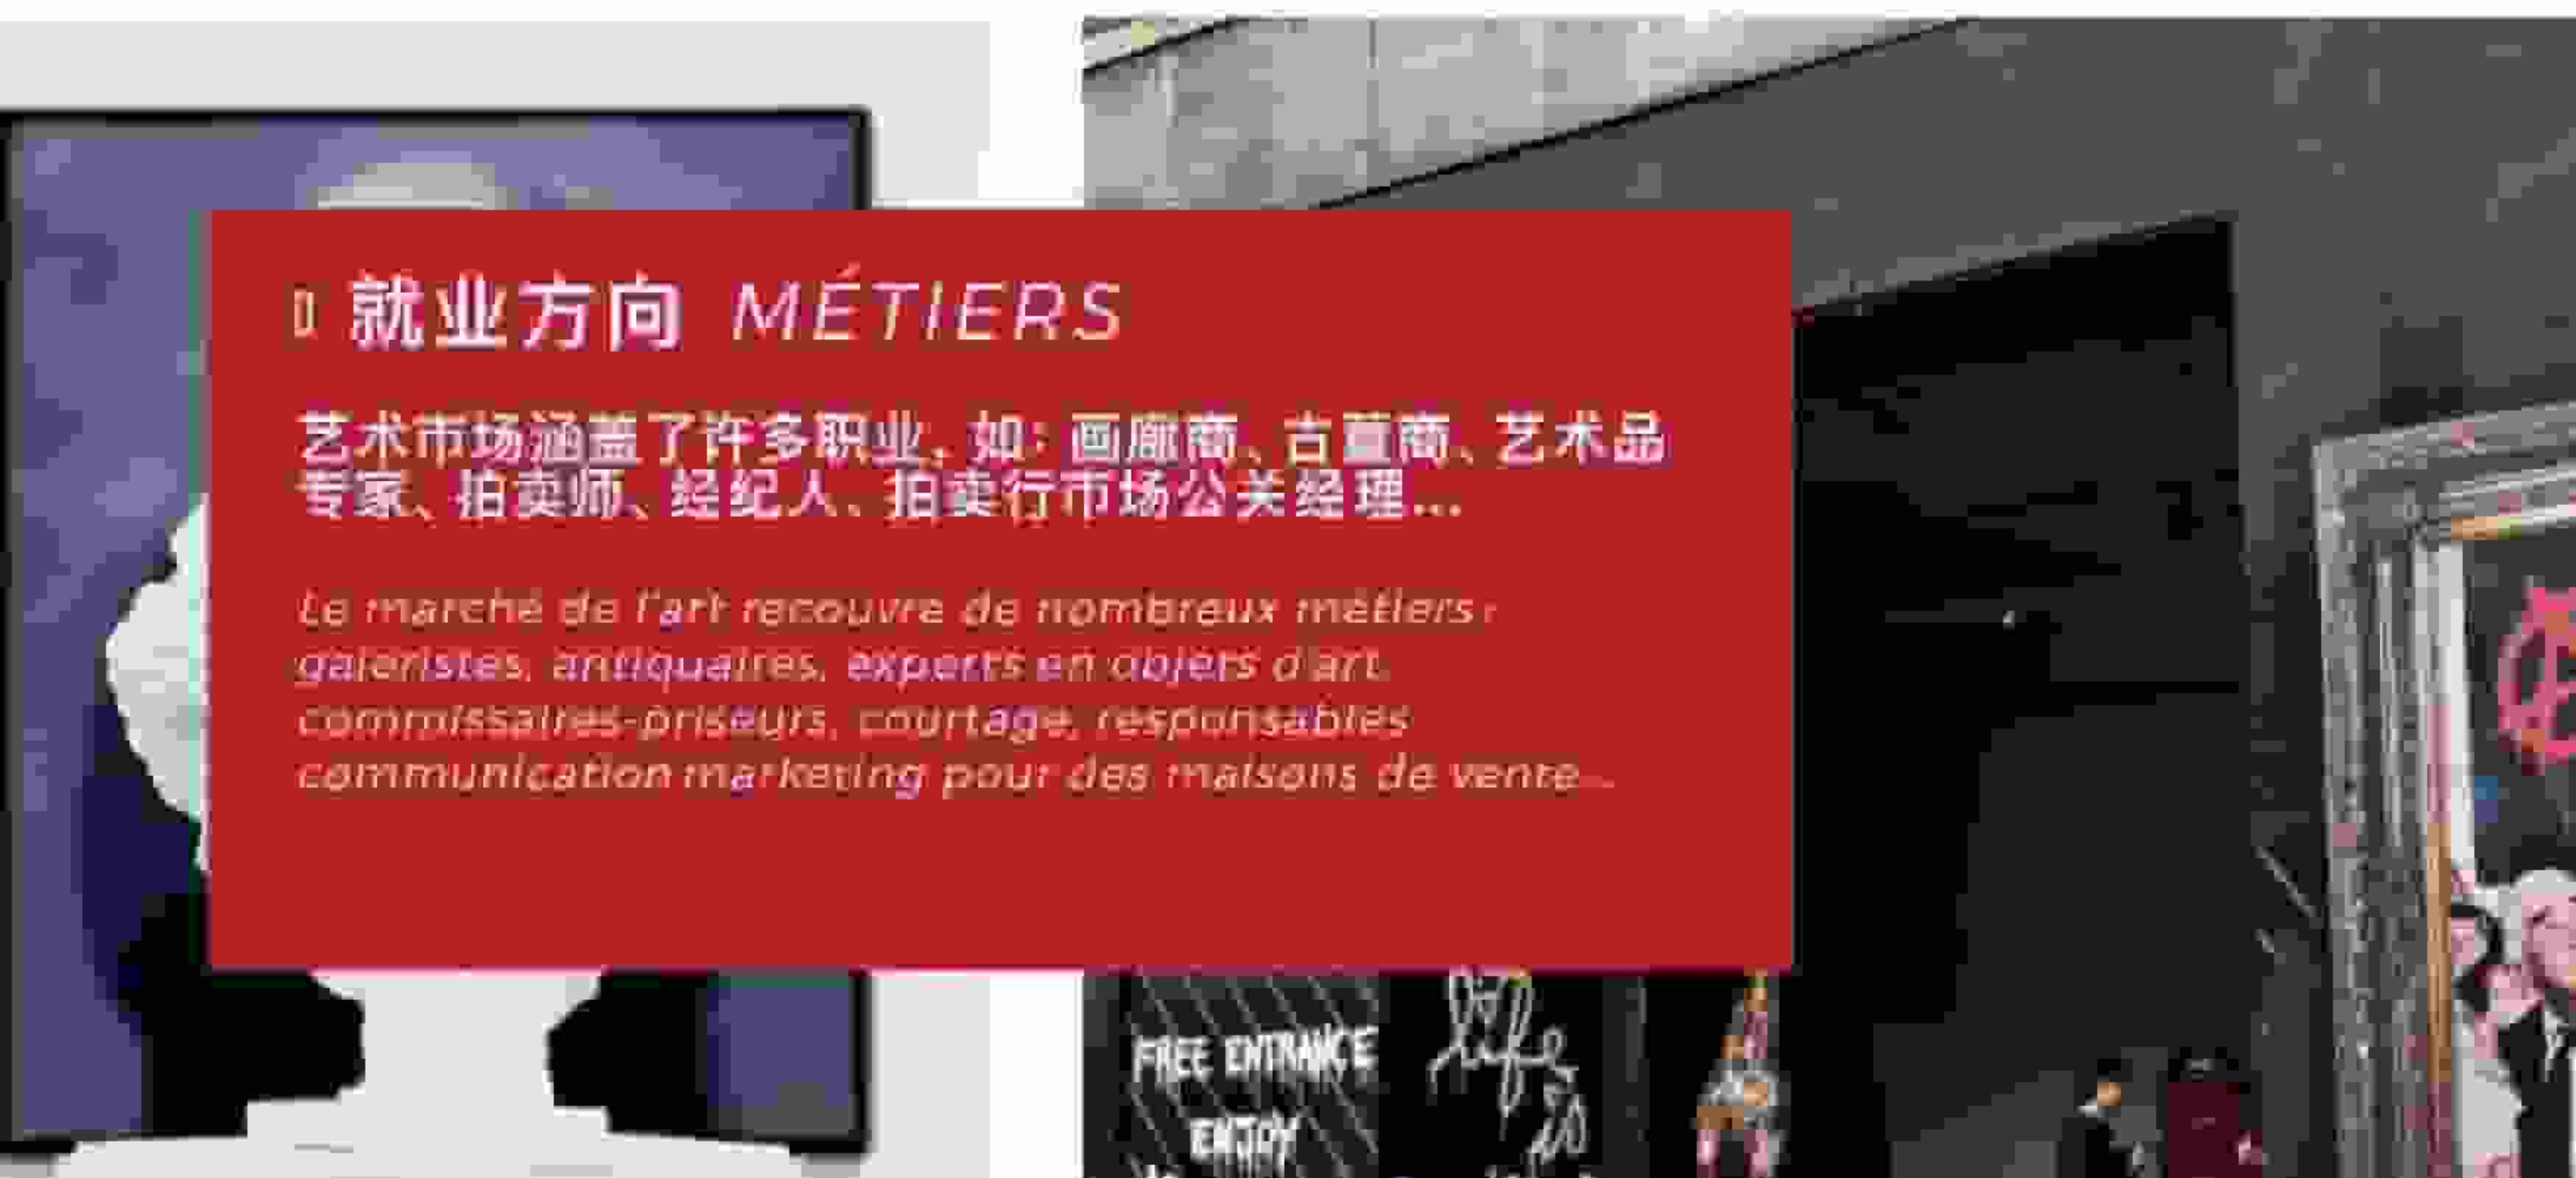 就业方向 MÉTIERS
艺术市场涵盖了许多职业，如：画廊商、古董商、艺术品
专家、拍卖师、经纪人、拍卖行市场公关经理...
Le marché de l'art recouvre de nombreux métiers :
galeristes, antiquaires, experts en objets d'art,
commissaires-priseurs, courtage, responsables
communication marketing pour des maisons de vente...
FREE ENTRANCE
ENJOY
life
is